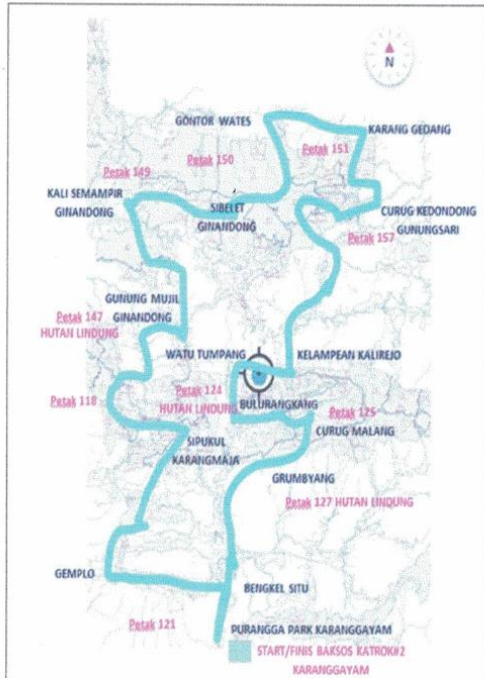 N
GONTOR WATES
KARANG GEDANG
Petak 151
Petak 150
Petak 149
KALI SEMAMPIR
GINANDONG
SIBELET
GINANDONG
CURUG KEDONDONG
GUNUNGSARI
Petak 157
GUNUNG MUJIL
GINANDONG
Petak 147
HUTAN LINDUNG
WATU TUMPANG
KELAMPEAN KALIREJO
Petak 124
HUTAN LINDUNG
BULURANGKANG
Petak 118
Petak 125
CURUG MALANG
SIPUKUL
KARANGMAJA
GRUMBYANG
Petak 127 HUTAN LINDUNG
GEMPLO
BENGKEL SITU
Petak 121
PURANGGA PARK KARANGGAYAM
START/FINIS BAKSOS KATROK#2
KARANGGAYAM